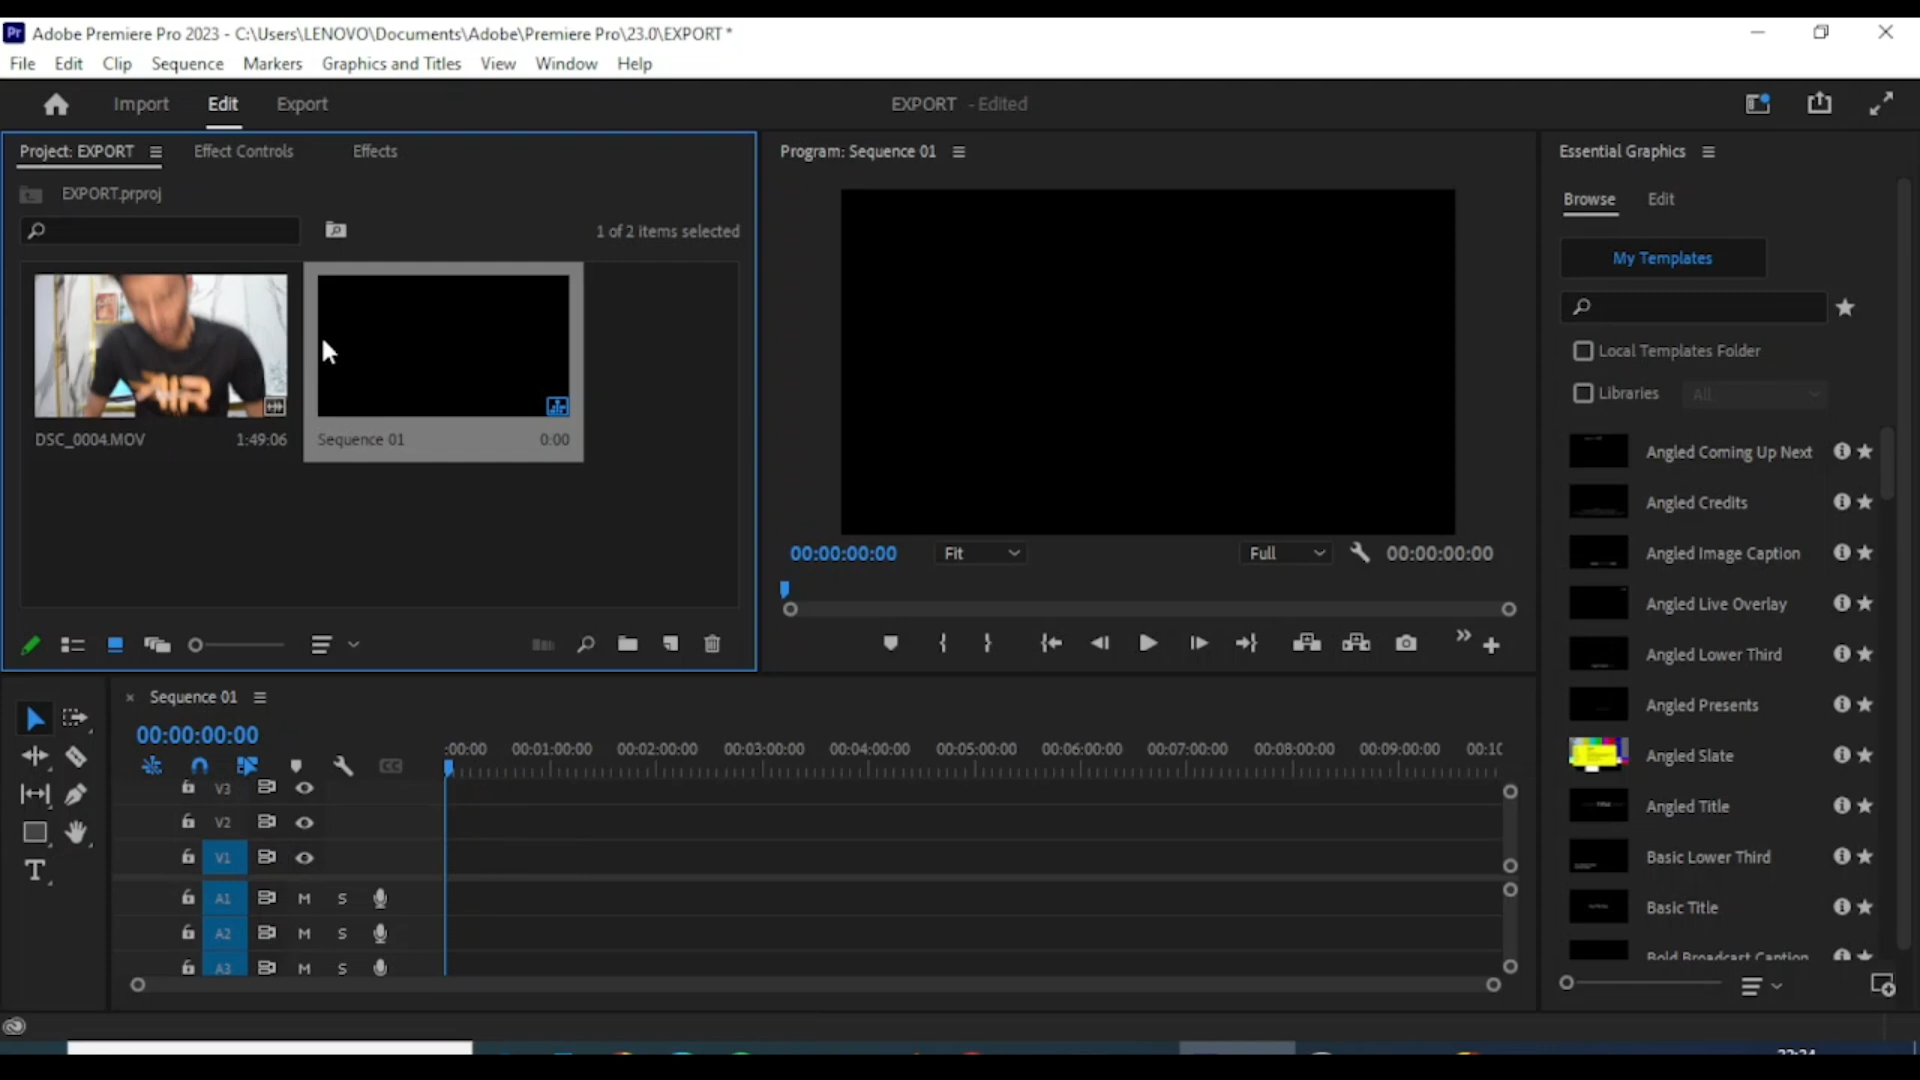 Pr Adobe Premiere Pro 2023 - C:\Users\LENOVO\Documents\Adobe\Premiere Pro\23.0\EXPORT *
File Edit Clip Sequence Markers Graphics and Titles View Window Help
Import Edit Export
EXPORT - Edited
Project: EXPORT Effect Controls Effects
EXPORT.prproj
1 of 2 items selected
AIR
DSC_0004.MOV 1:49:06
Sequence 01 0:00
Program: Sequence 01
00:00:00:00 Fit Full 00:00:00:00
Essential Graphics
Browse Edit
My Templates
Local Templates Folder
Libraries All
Angled Coming Up Next
Angled Credits
Angled Image Caption
Angled Live Overlay
Angled Lower Third
Angled Presents
Angled Slate
Angled Title
Basic Lower Third
Basic Title
Bold Broadcast Caption
Sequence 01
00:00:00:00
:00:00 00:01:00:00 00:02:00:00 00:03:00:00 00:04:00:00 00:05:00:00 00:06:00:00 00:07:00:00 00:08:00:00 00:09:00:00 00:10
CC
V3
V2
V1
A1 M S
A2 M S
A3 M S
T